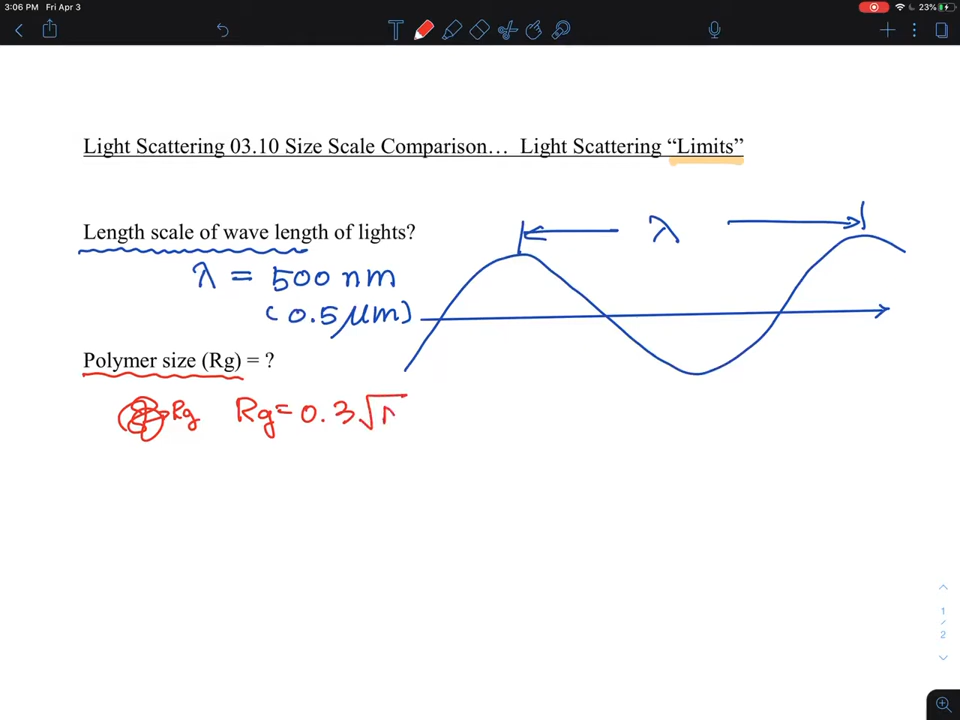 3:06 PM Fri Apr 3
23%
Light Scattering 03.10 Size Scale Comparison… Light Scattering “Limits”
Length scale of wave length of lights?
λ
λ = 500 nm
(0.5 μm)
Polymer size (Rg) = ?
Rg Rg = 0.3 √
1
/
2